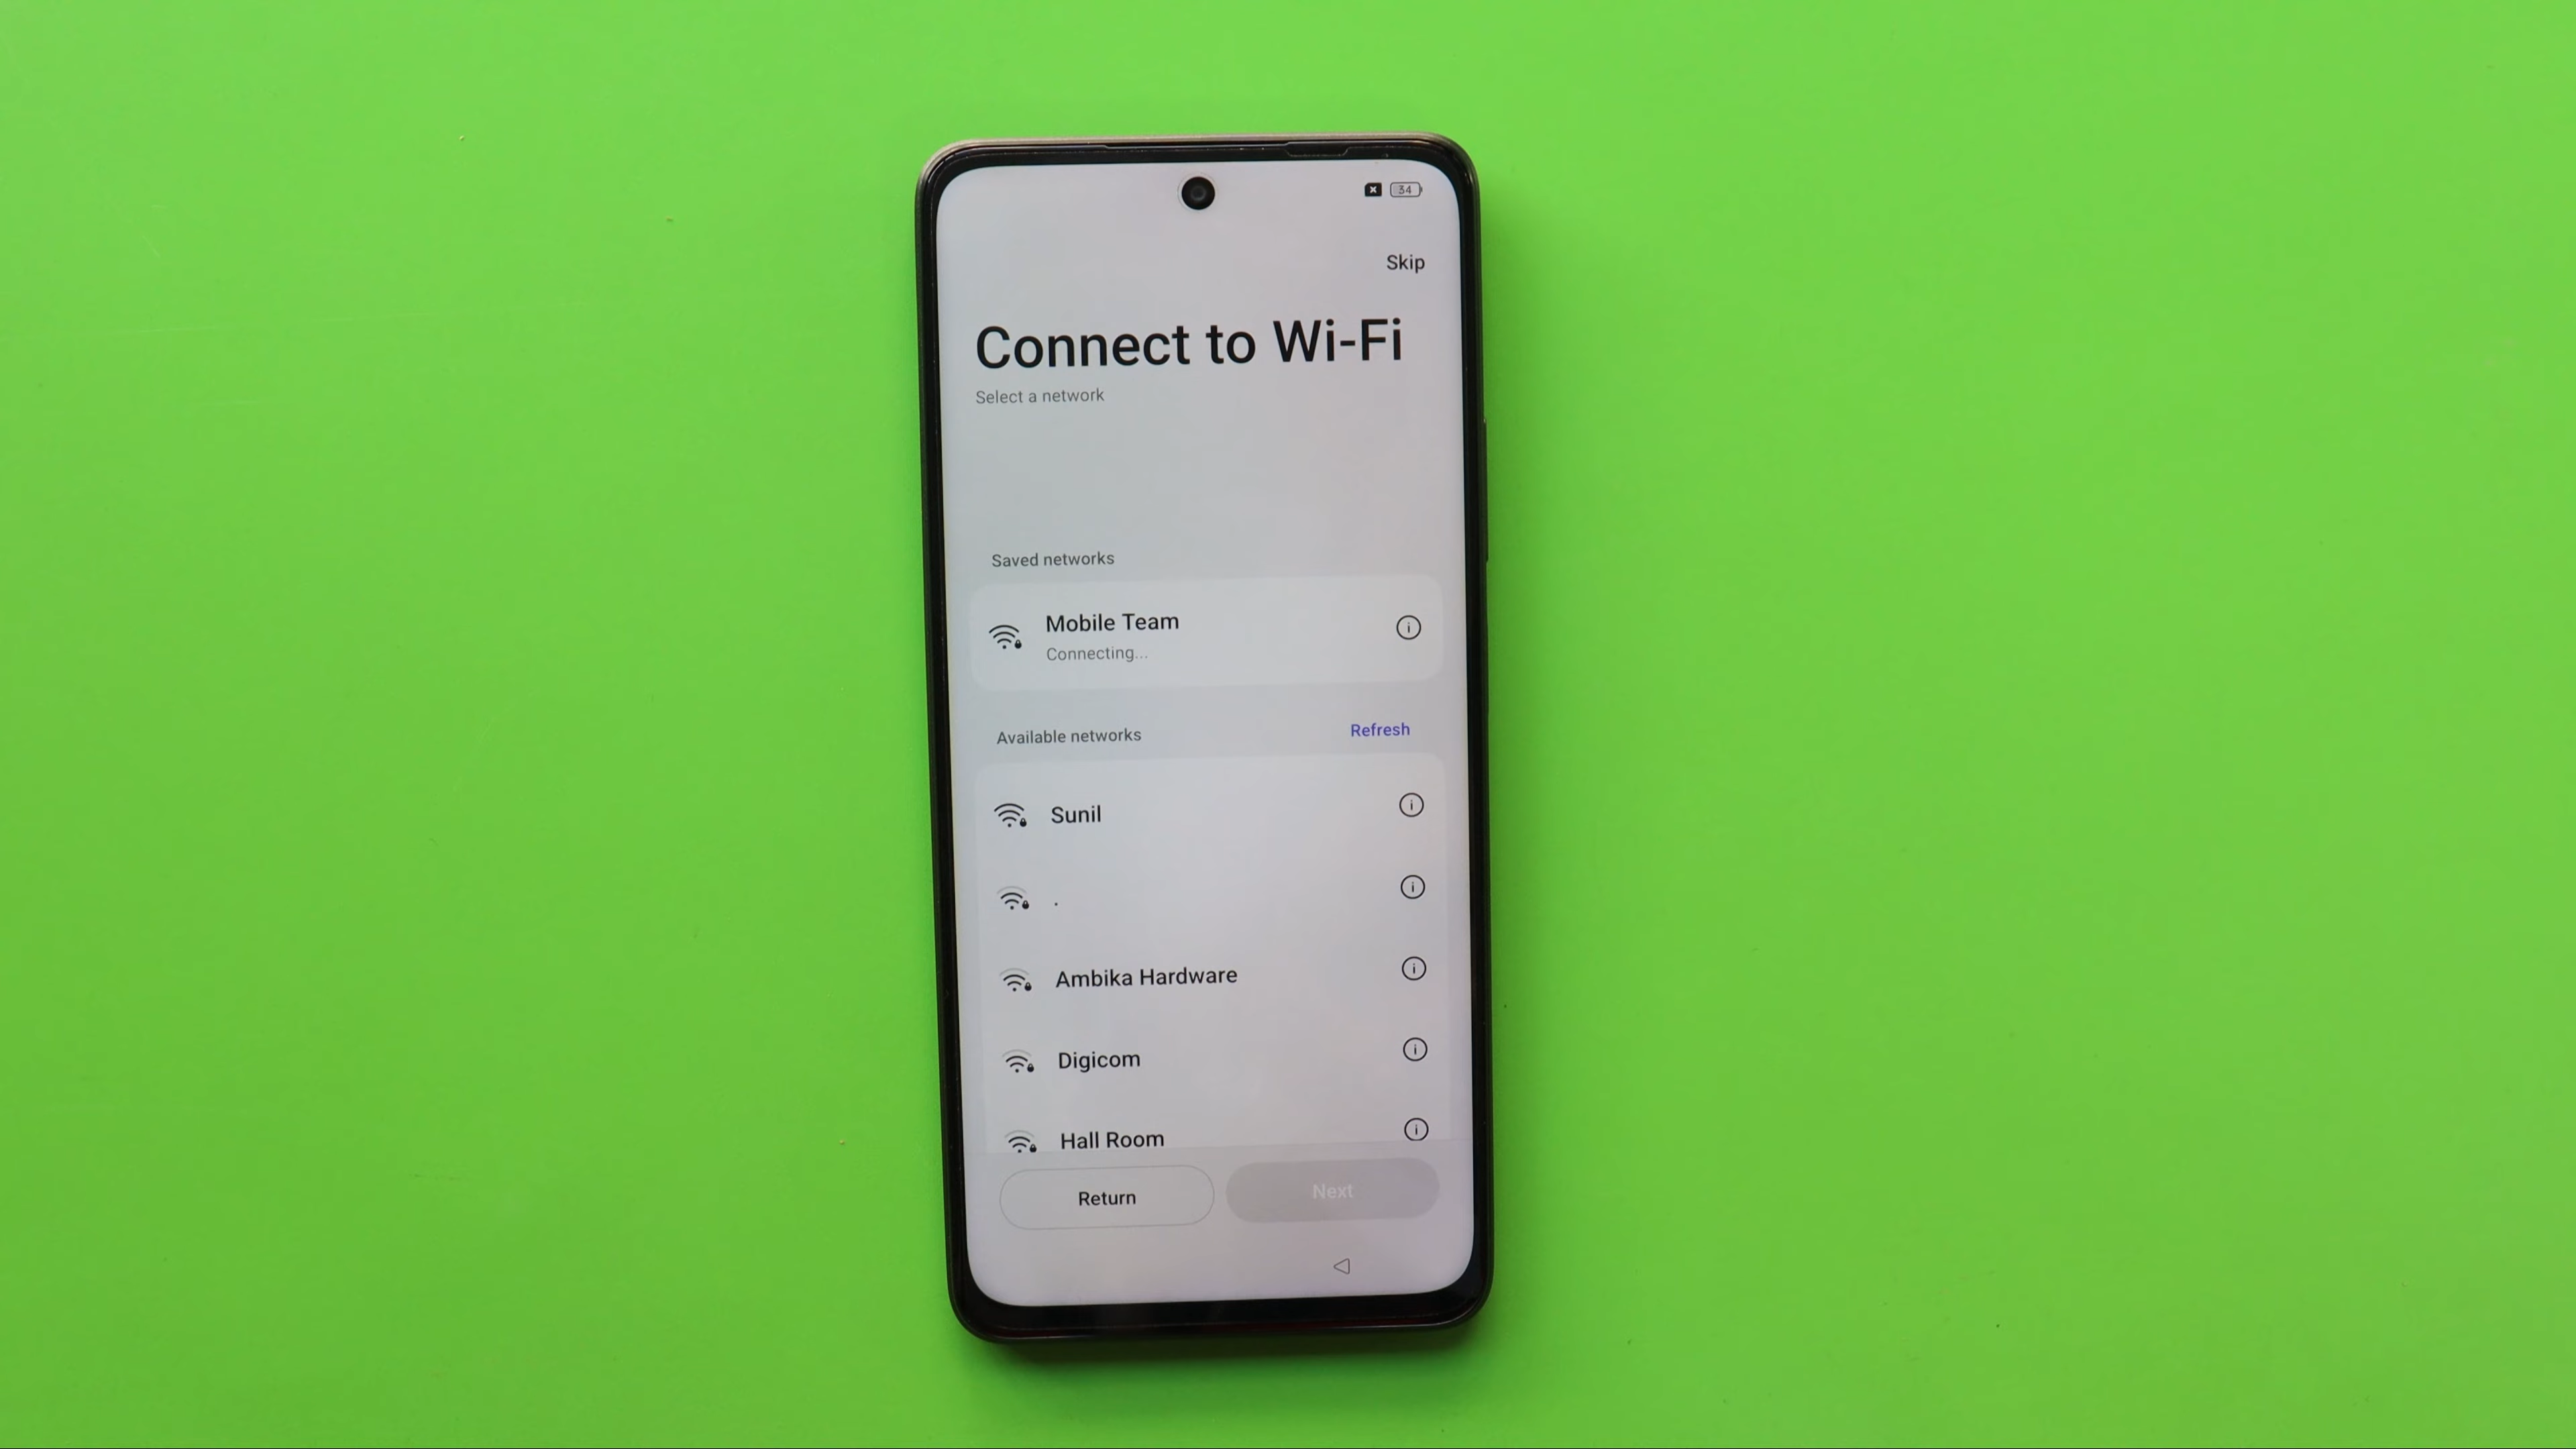 34
Skip
Connect to Wi-Fi
Select a network
Saved networks
Mobile Team
Connecting...
Available networks Refresh
Sunil
.
Ambika Hardware
Digicom
Hall Room
Return Next